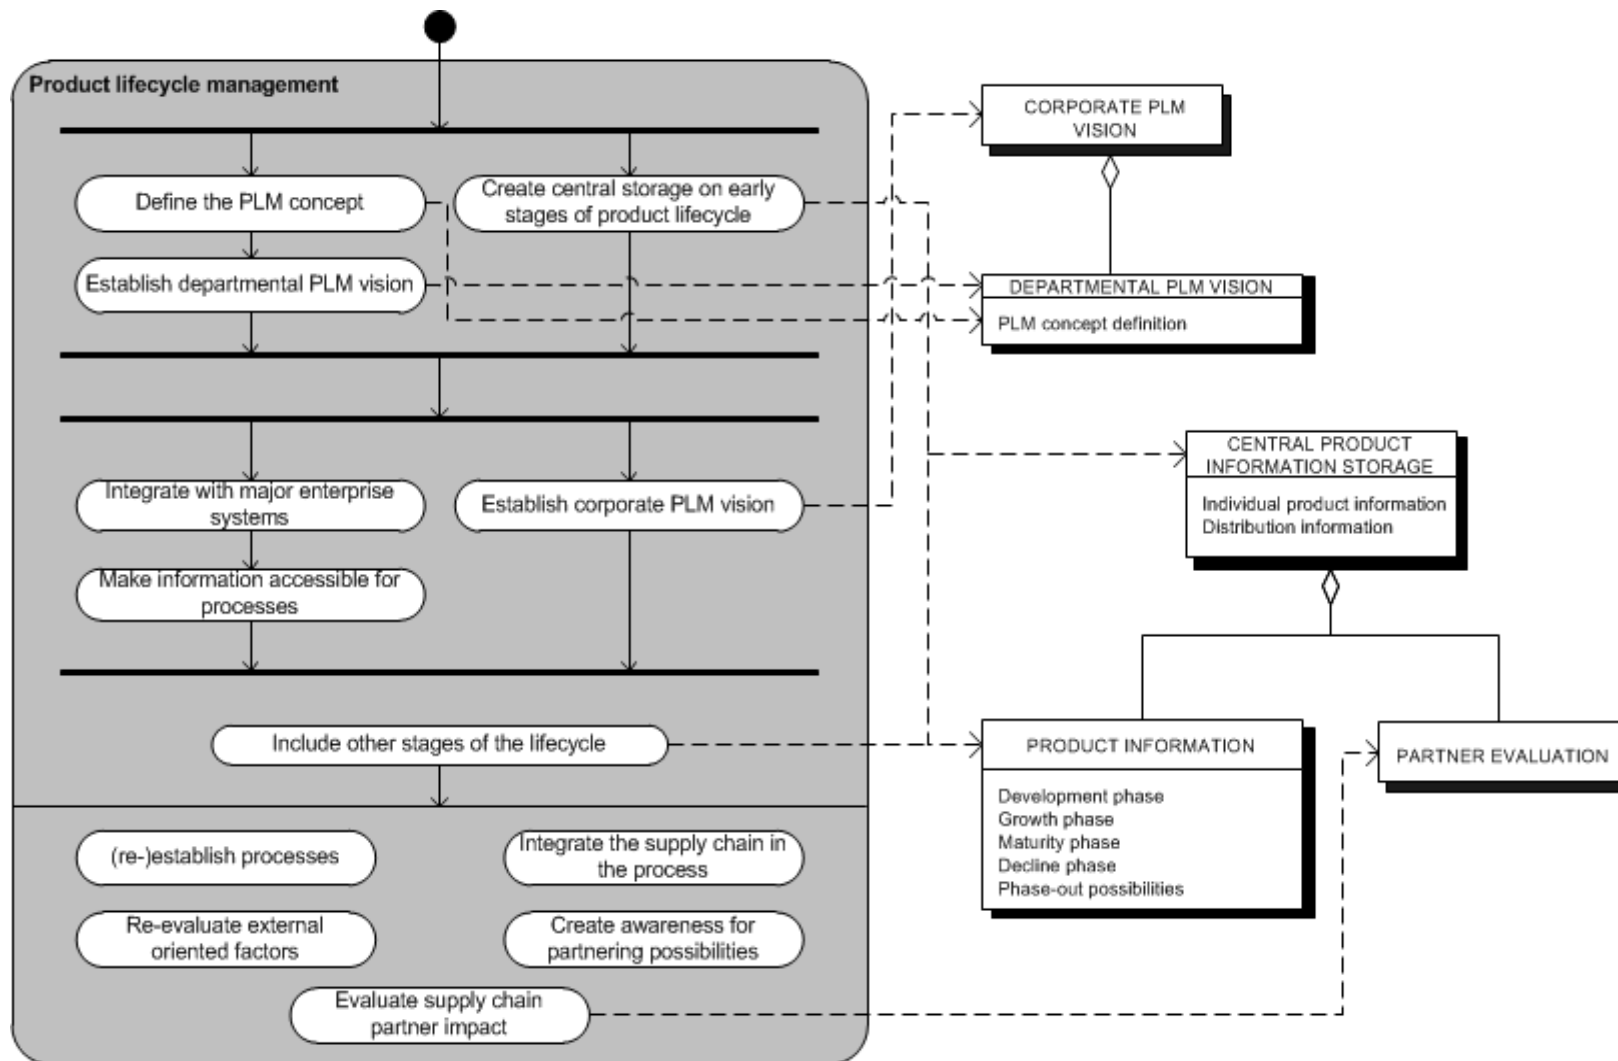 Product lifecycle management
Define the PLM concept
Create central storage on early
stages of product lifecycle
Establish departmental PLM vision
Integrate with major enterprise
systems
Establish corporate PLM vision
Make information accessible for
processes
Include other stages of the lifecycle
(re-)establish processes
Integrate the supply chain in
the process
Re-evaluate external
oriented factors
Create awareness for
partnering possibilities
Evaluate supply chain
partner impact
CORPORATE PLM
VISION
DEPARTMENTAL PLM VISION
PLM concept definition
CENTRAL PRODUCT
INFORMATION STORAGE
Individual product information
Distribution information
PRODUCT INFORMATION
Development phase
Growth phase
Maturity phase
Decline phase
Phase-out possibilities
PARTNER EVALUATION